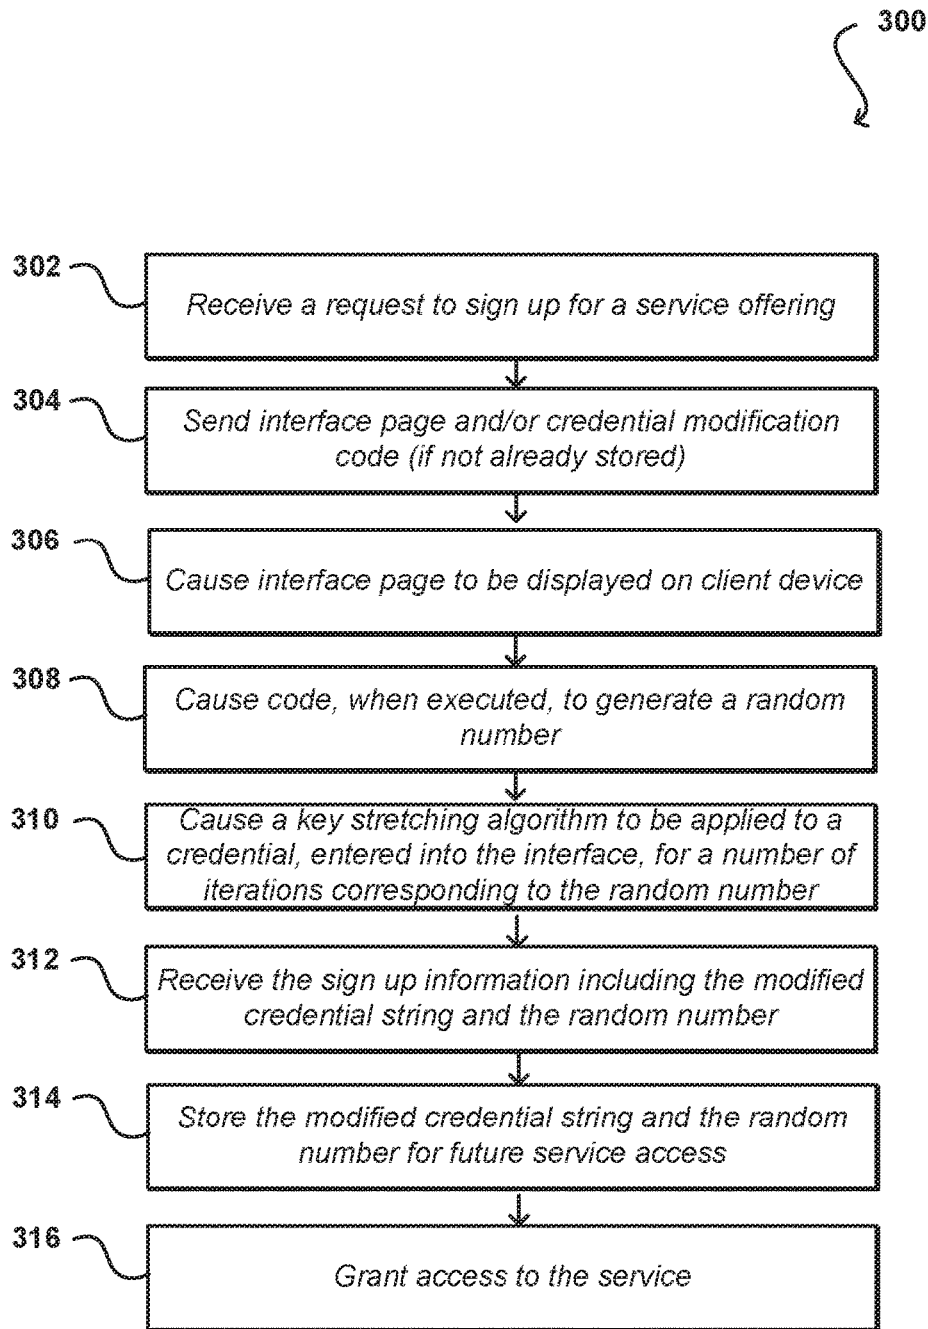 300
302
Receive a request to sign up for a service offering
304
Send interface page and/or credential modification
code (if not already stored)
306
Cause interface page to be displayed on client device
308
Cause code, when executed, to generate a random
number
310
Cause a key stretching algorithm to be applied to a
credential, entered into the interface, for a number of
iterations corresponding to the random number
312
Receive the sign up information including the modified
credential string and the random number
314
Store the modified credential string and the random
number for future service access
316
Grant access to the service